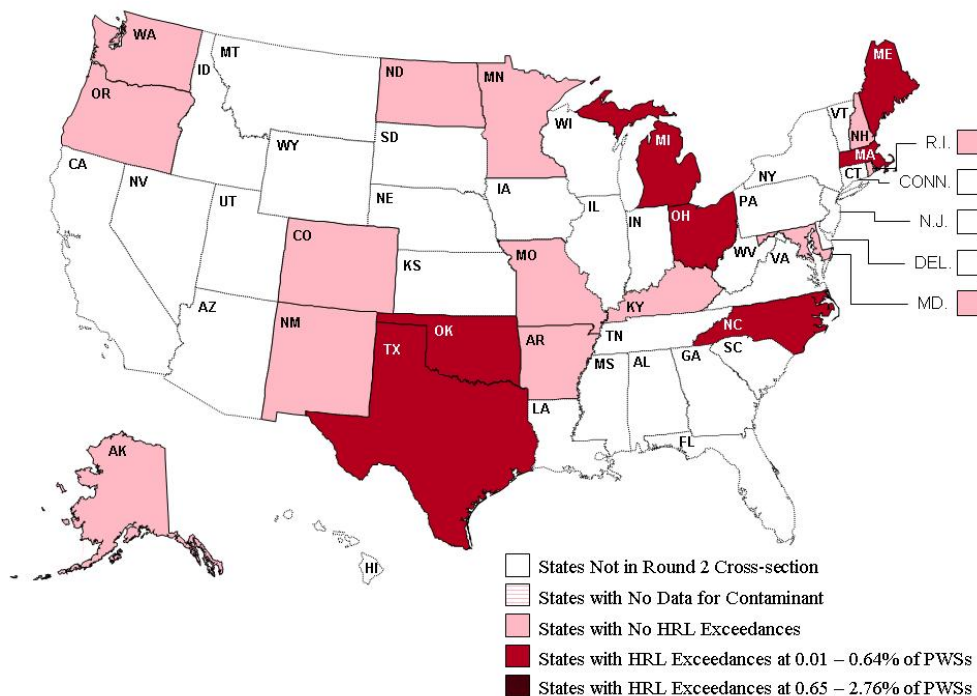 WA
MT
ND
MN
ME
ID
OR
SD
WI
VT
NH
MI
MA
R.I.
WY
CT
CONN.
NY
CA
NV
IA
NE
PA
N.J.
UT
IL
IN
OH
CO
WV
VA
DEL.
KS
MO
KY
MD.
AZ
NM
OK
TN
NC
TX
AR
SC
MS
AL
GA
LA
FL
AK
HI
States Not in Round 2 Cross-section
States with No Data for Contaminant
States with No HRL Exceedances
States with HRL Exceedances at 0.01 – 0.64% of PWSs
States with HRL Exceedances at 0.65 – 2.76% of PWSs